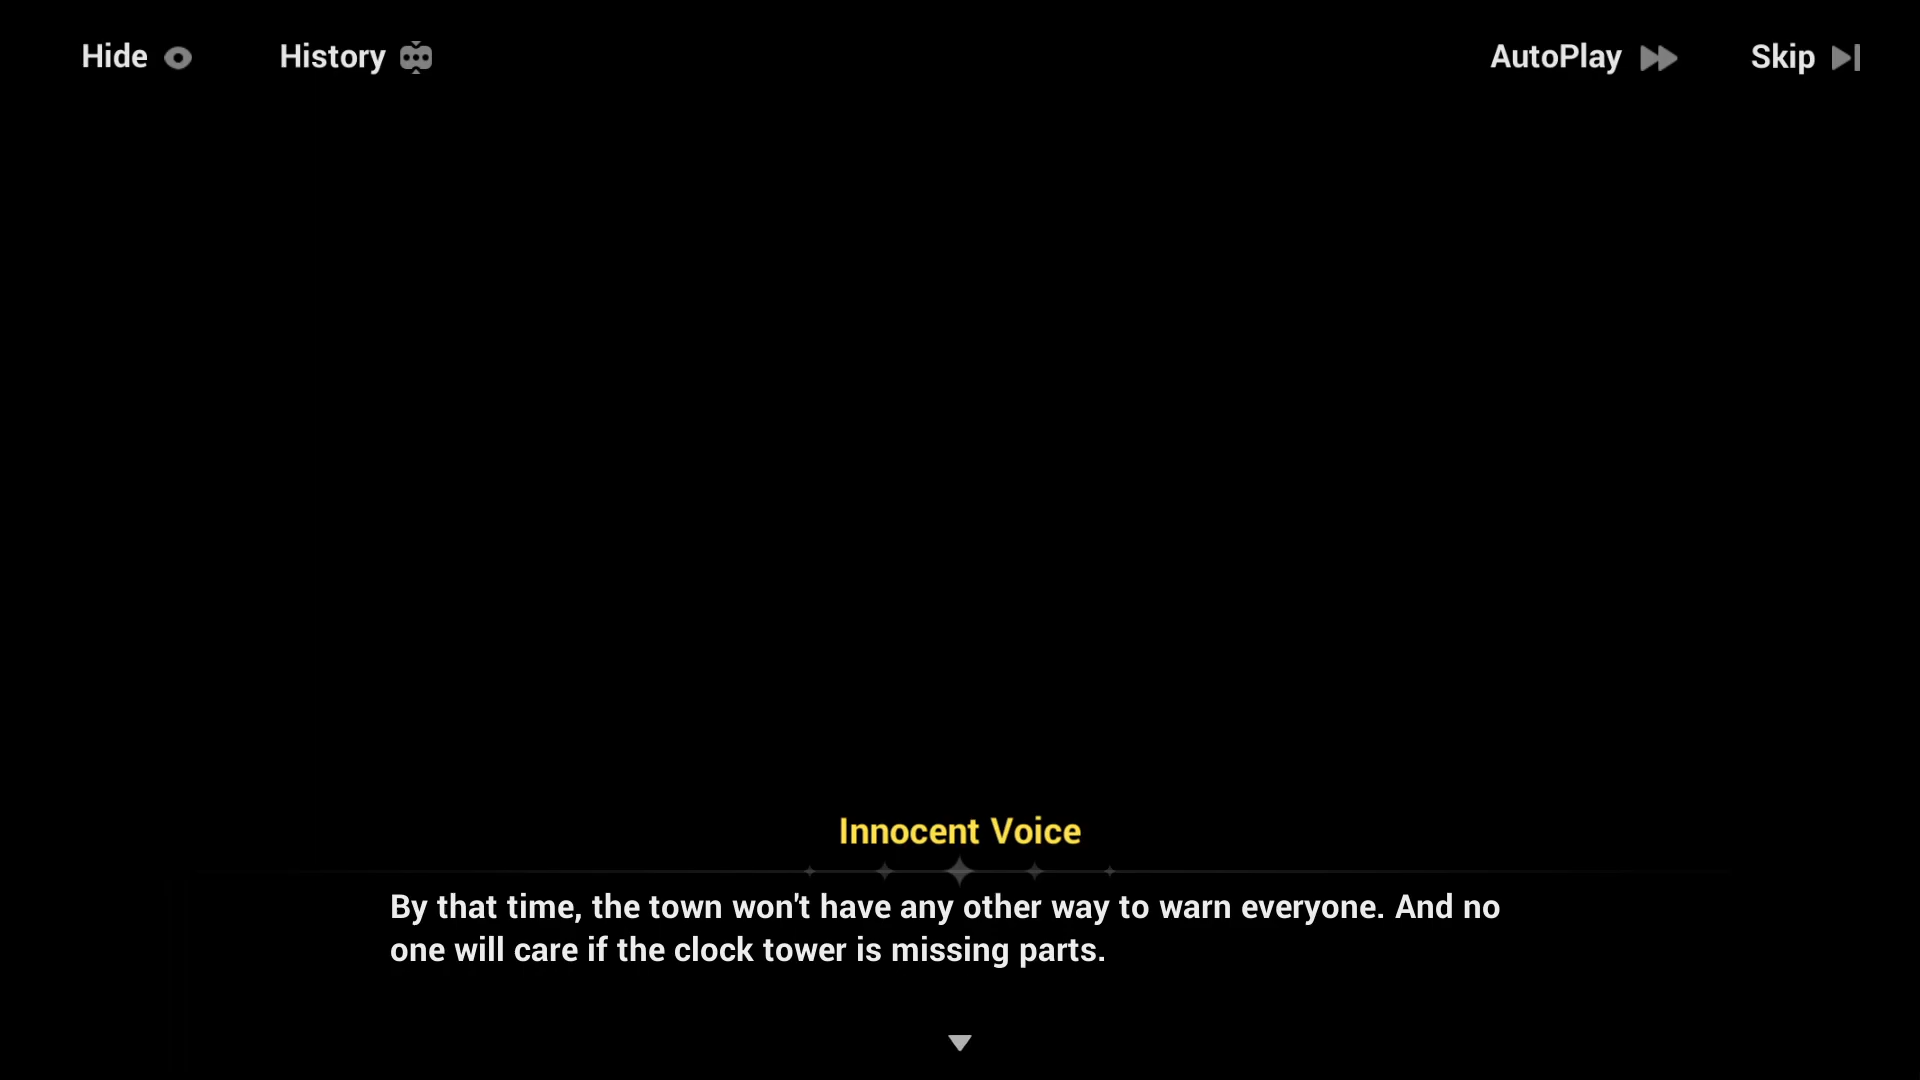 Hide
History
AutoPlay
Skip
Innocent Voice
By that time, the town won't have any other way to warn everyone. And no
one will care if the clock tower is missing parts.